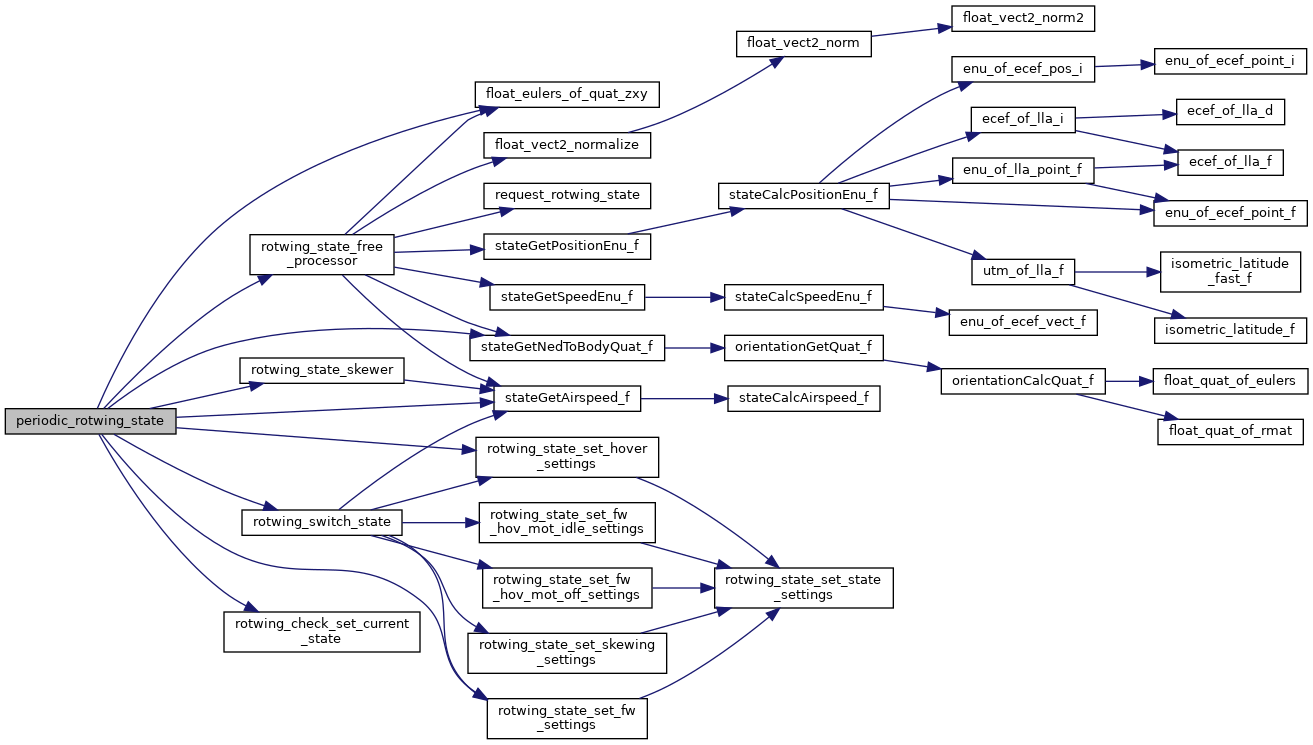 float_vect2_norm2
float_vect2_norm
enu_of_ecef_pos_i
enu_of_ecef_point_i
float_eulers_of_quat_zxy
ecef_of_lla_i
ecef_of_lla_d
float_vect2_normalize
ecef_of_lla_f
enu_of_lla_point_f
request_rotwing_state
stateCalcPositionEnu_f
enu_of_ecef_point_f
rotwing_state_free
_processor
stateGetPositionEnu_f
utm_of_lla_f
isometric_latitude
_fast_f
stateGetSpeedEnu_f
stateCalcSpeedEnu_f
enu_of_ecef_vect_f
isometric_latitude_f
stateGetNedToBodyQuat_f
orientationGetQuat_f
rotwing_state_skewer
orientationCalcQuat_f
float_quat_of_eulers
stateGetAirspeed_f
stateCalcAirspeed_f
periodic_rotwing_state
float_quat_of_rmat
rotwing_state_set_hover
_settings
rotwing_switch_state
rotwing_state_set_fw
_hov_mot_idle_settings
rotwing_state_set_fw
_hov_mot_off_settings
rotwing_state_set_state
_settings
rotwing_check_set_current
_state
rotwing_state_set_skewing
_settings
rotwing_state_set_fw
_settings